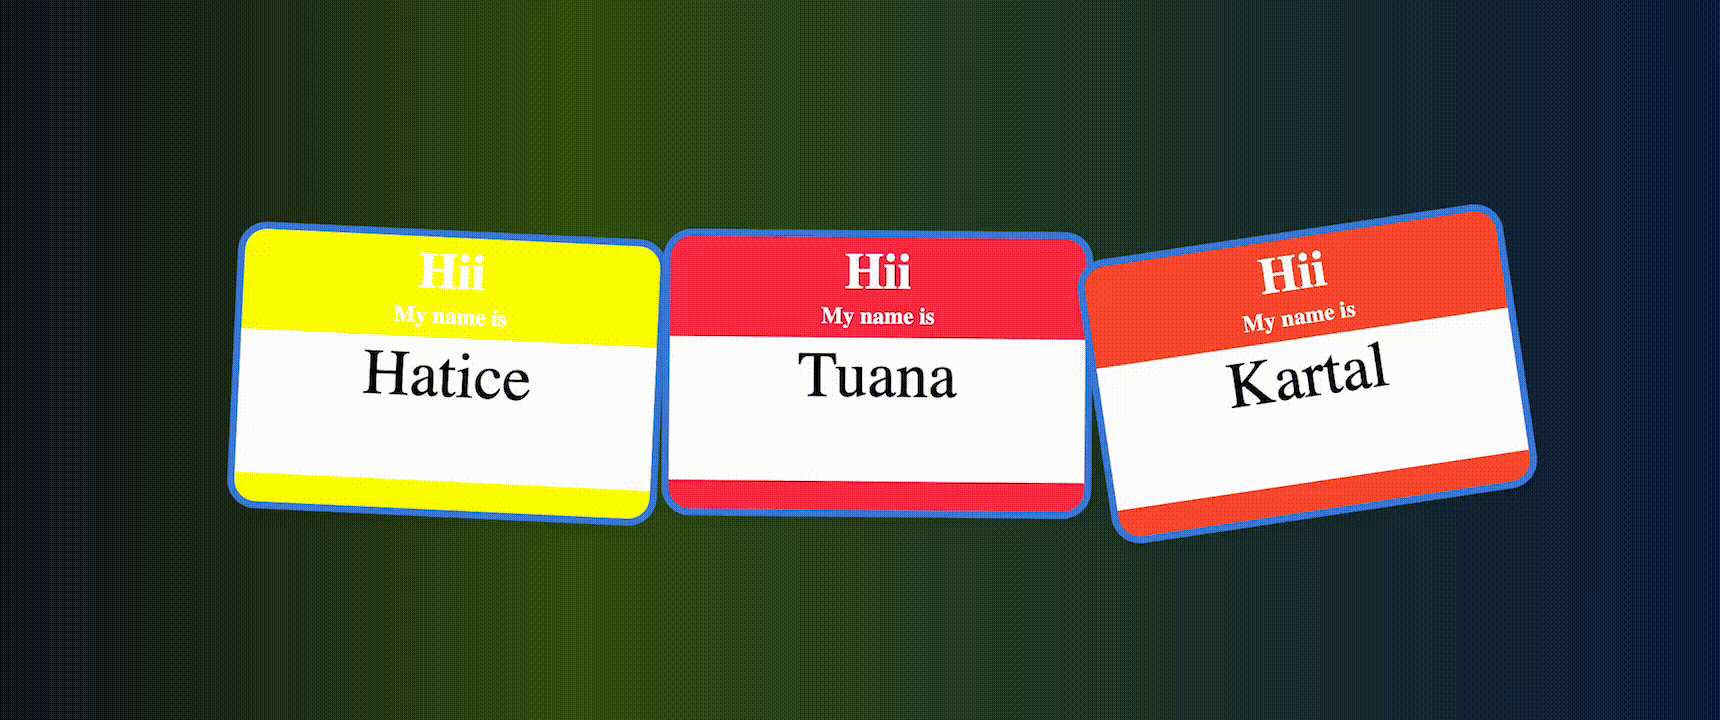 Hii
My name is
Hatice
Hii
My name is
Tuana
Hii
My name is
Kartal